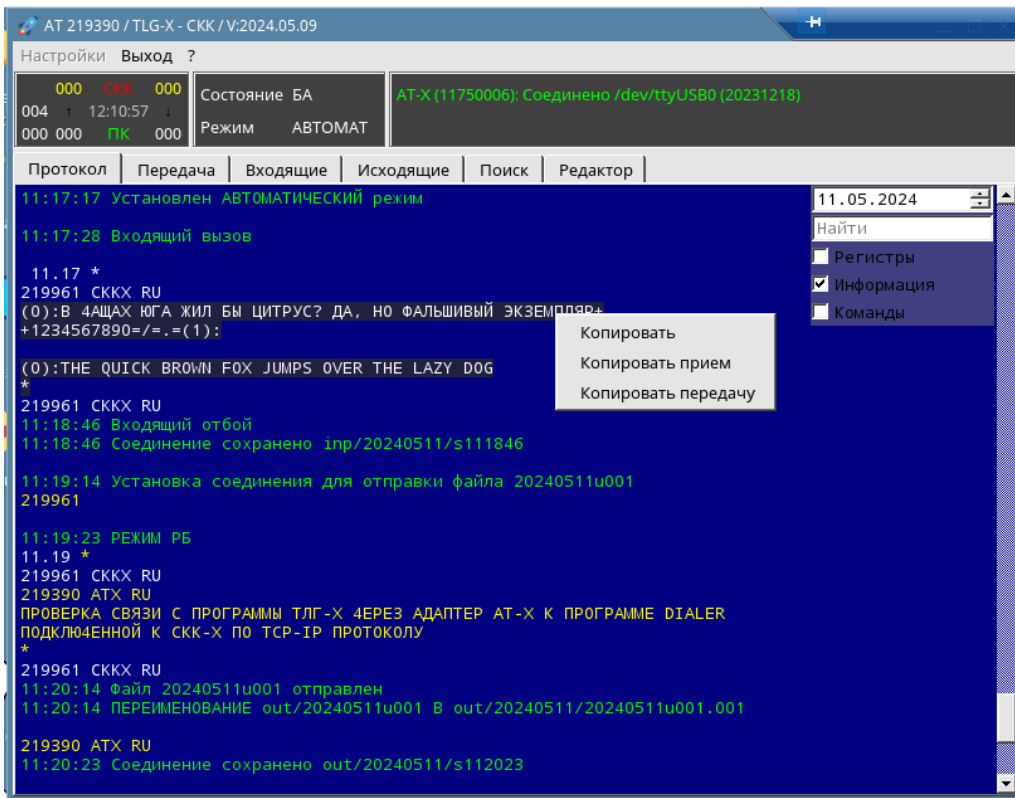 AT 219390 / TLG-X - СКК / V:2024.05.09
Настройки Выход ?
000 СКК 000
004 ↑ 12:10:57 ↓
000 000 ПК 000
Состояние БА
Режим АВТОМАТ
AT-X (11750006): Соединено /dev/ttyUSB0 (20231218)
Протокол Передача Входящие Исходящие Поиск Редактор
11:17:17 Установлен АВТОМАТИЧЕСКИЙ режим
11:17:28 Входящий вызов
11.17 *
219961 СККХ RU
(0):В 4АЩАХ ЮГА ЖИЛ БЫ ЦИТРУС? ДА, Н0 ФАЛЬШИВЫЙ ЭКЗЕМПЛЯР+
+1234567890=/=.=(1):
(0):THE QUICK BROWN FOX JUMPS OVER THE LAZY DOG
*
219961 СККХ RU
11:18:46 Входящий отбой
11:18:46 Соединение сохранено inp/20240511/s111846
11:19:14 Установка соединения для отправки файла 20240511u001
219961
11:19:23 РЕЖИМ РБ
11.19 *
219961 СККХ RU
219390 АТХ RU
ПРОВЕРКА СВЯЗИ С ПРОГРАММЫ ТЛГ-Х 4ЕРЕЗ АДАПТЕР АТ-Х К ПРОГРАММЕ DIALER
ПОДКЛЮ4ЕННОЙ К СКК-Х ПО TCP-IP ПРОТОКОЛУ
*
219961 СККХ RU
11:20:14 Файл 20240511u001 отправлен
11:20:14 ПЕРЕИМЕНОВАНИЕ out/20240511u001 В out/20240511/20240511u001.001
219390 АТХ RU
11:20:23 Соединение сохранено out/20240511/s112023
11.05.2024
Найти
Регистры
Информация
Команды
Копировать
Копировать прием
Копировать передачу